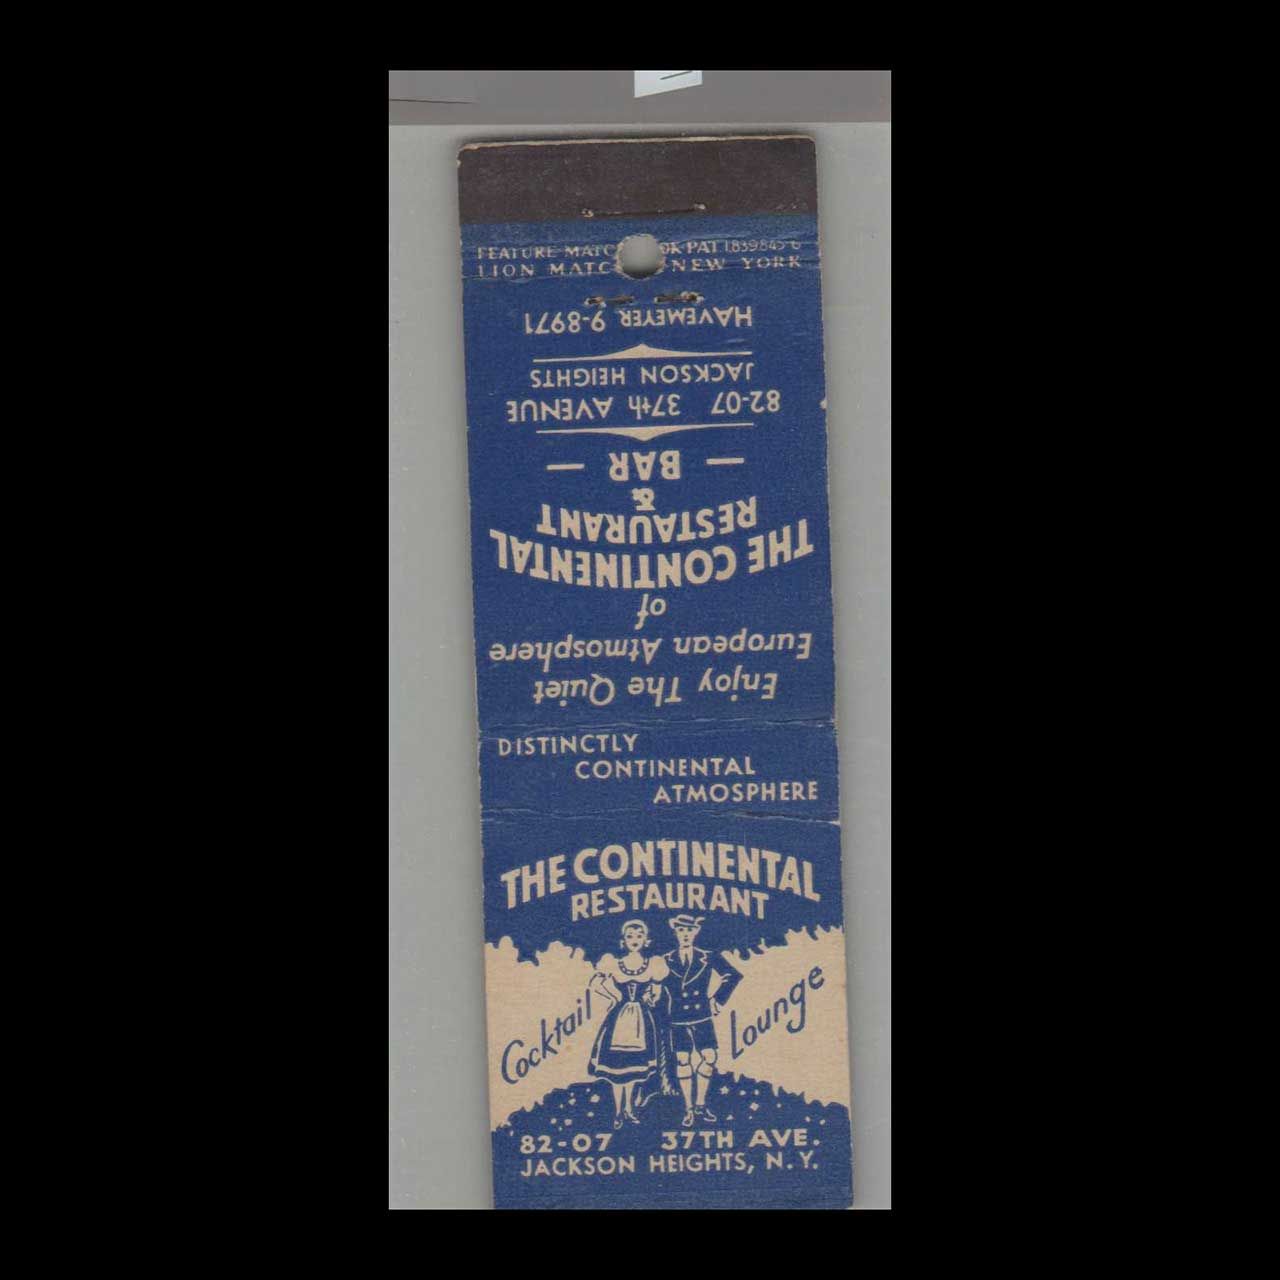 FEATURE MATC OK PAT 1839845-6
LION MATC NEW YORK
Enjoy The Quiet
European Atmosphere
of
THE CONTINENTAL
RESTAURANT
&
— BAR —
82-07 37th AVENUE
JACKSON HEIGHTS
HAVEMEYER 9-8971
DISTINCTLY
CONTINENTAL
ATMOSPHERE
THE CONTINENTAL
RESTAURANT
Cocktail Lounge
82-07 37TH AVE.
JACKSON HEIGHTS, N.Y.